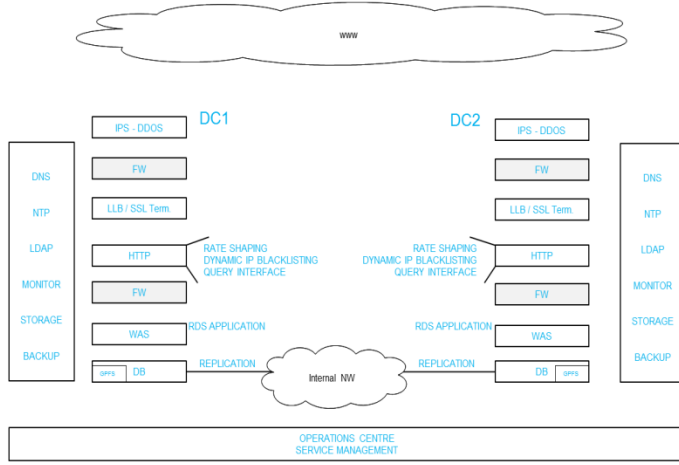 www
DC1
DC2
IPS - DDOS
IPS - DDOS
FW
FW
DNS
DNS
LLB / SSL Term.
LLB / SSL Term.
NTP
NTP
RATE SHAPING
DYNAMIC IP BLACKLISTING
QUERY INTERFACE
RATE SHAPING
DYNAMIC IP BLACKLISTING
QUERY INTERFACE
LDAP
HTTP
HTTP
LDAP
MONITOR
FW
FW
MONITOR
STORAGE
WAS
RDS APPLICATION
RDS APPLICATION
WAS
STORAGE
BACKUP
GPFS
DB
REPLICATION
Internal NW
REPLICATION
DB
GPFS
BACKUP
OPERATIONS CENTRE
SERVICE MANAGEMENT